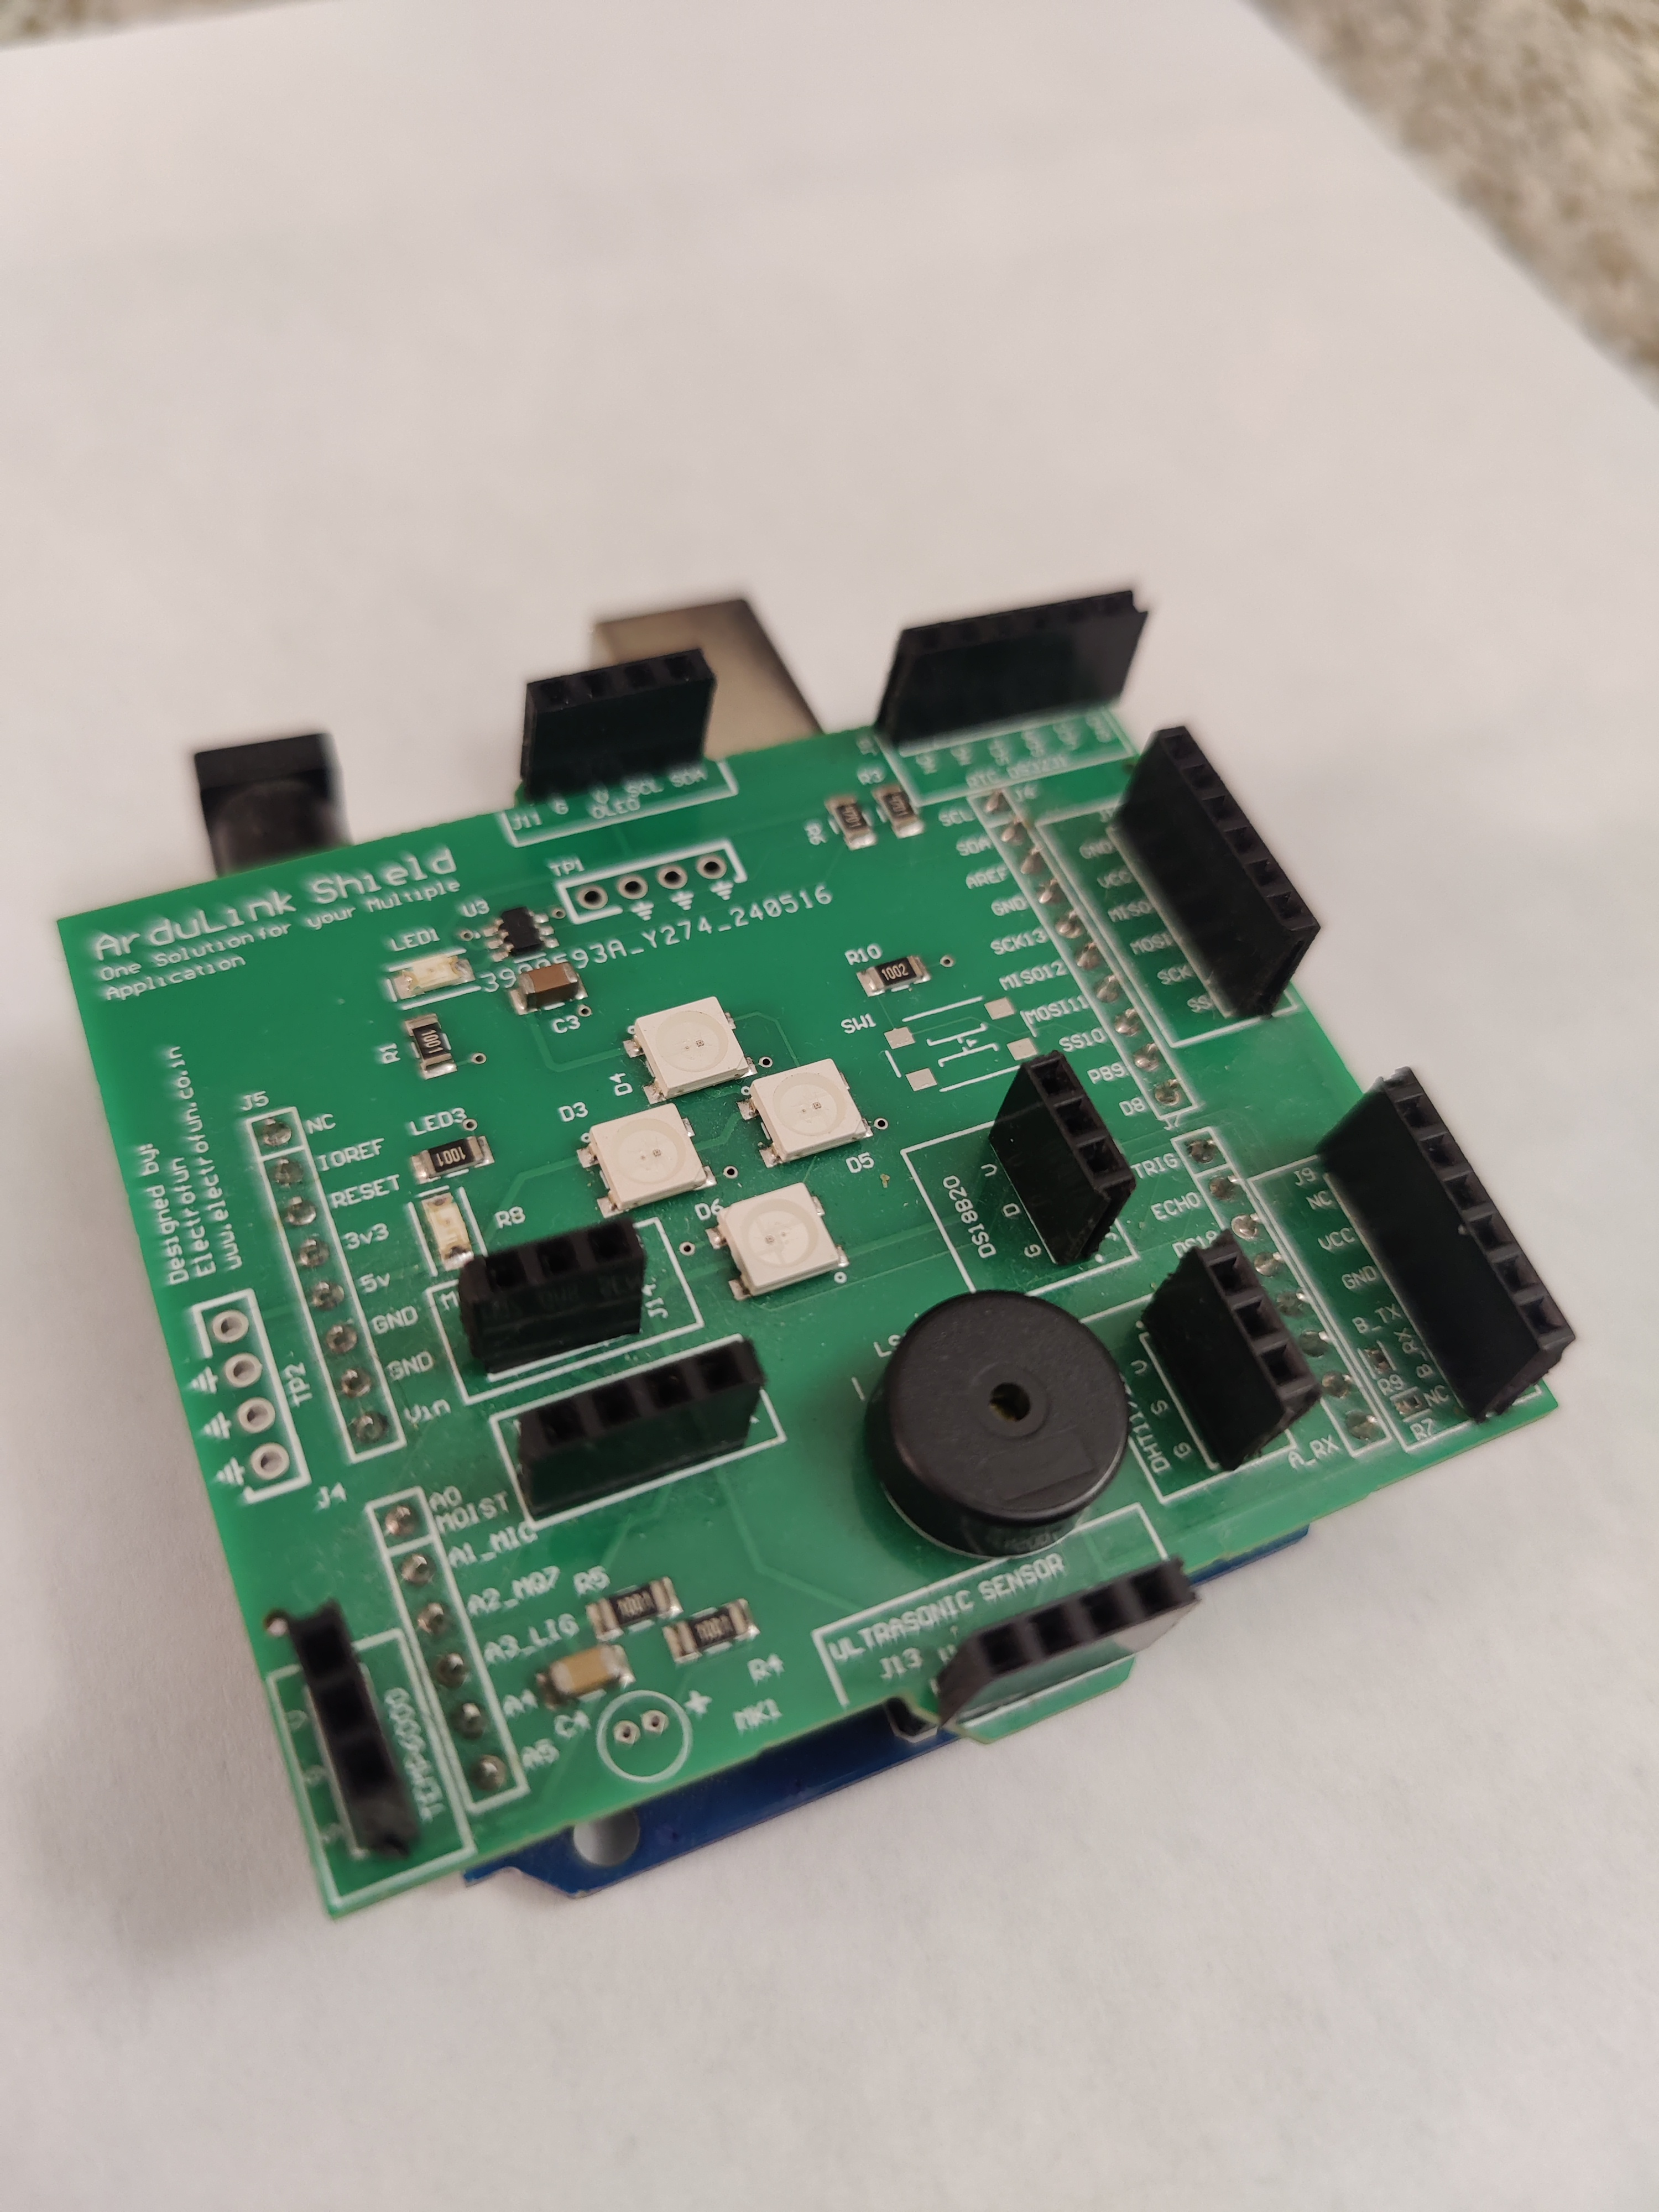 ArduLink Shield
One Solution for your Multiple
Application
Designed by:
Electrofun
www.electrofun.co.in
J11 G V SCL SDA
OLED
TP1
U3
LED1
Y274_240516
C3
R1
R3
R10
1002
1001
SW1
D4
D3
D5
D6
LED3
1001
R8
J14
J5
NC
IOREF
RESET
3v3
5v
GND
GND
Vin
TP2
J4
A0
MOIST
A1_MIC
A2_MQ7
A3_LIG
A4
A5
R5
R4
C4
MK1
+
SCL
SDA
AREF
GND
SCK13
MISO12
MOSI11
SS10
PB9
D8
GND
VCC
MISO
MOSI
SCK
DS18B20
V
D
G
TRIG
ECHO
DS18
A_RX
J9
NC
VCC
GND
B_TX
B_RX
NC
R9
R7
DHT11
V
S
G
ULTRASONIC SENSOR
J13